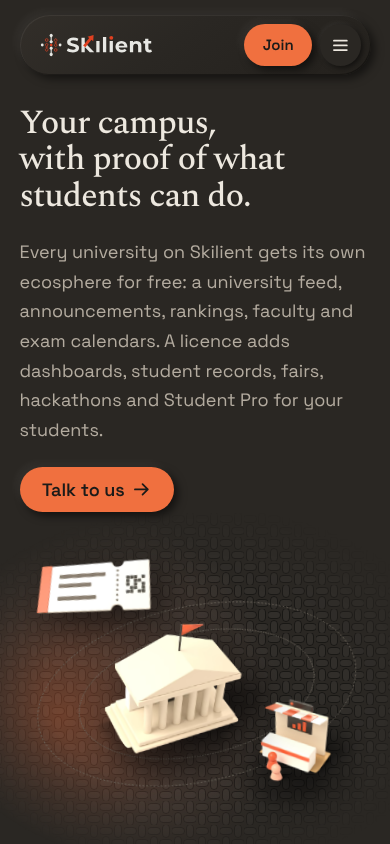 Skilient
Join
Your campus,
with proof of what
students can do.
Every university on Skilient gets its own
ecosphere for free: a university feed,
announcements, rankings, faculty and
exam calendars. A licence adds
dashboards, student records, fairs,
hackathons and Student Pro for your
students.
Talk to us →